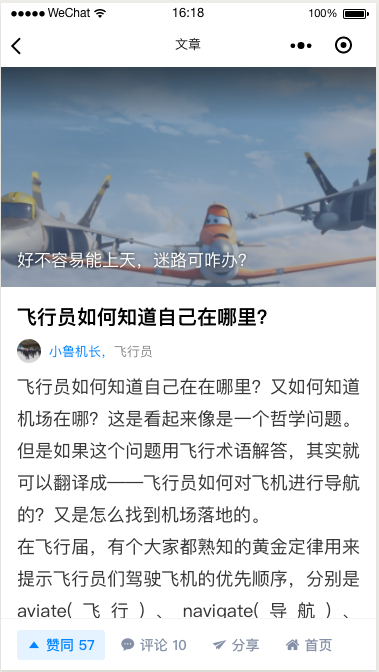 WeChat 16:18 100%
文章
好不容易能上天，迷路可咋办？
飞行员如何知道自己在哪里？
小鲁机长，飞行员
飞行员如何知道自己在在哪里？又如何知道
机场在哪？这是看起来像是一个哲学问题。
但是如果这个问题用飞行术语解答，其实就
可以翻译成——飞行员如何对飞机进行导航
的？又是怎么找到机场落地的。
在飞行届，有个大家都熟知的黄金定律用来
提示飞行员们驾驶飞机的优先顺序，分别是
aviate(飞行)、navigate(导航)、
赞同 57 评论 10 分享 首页